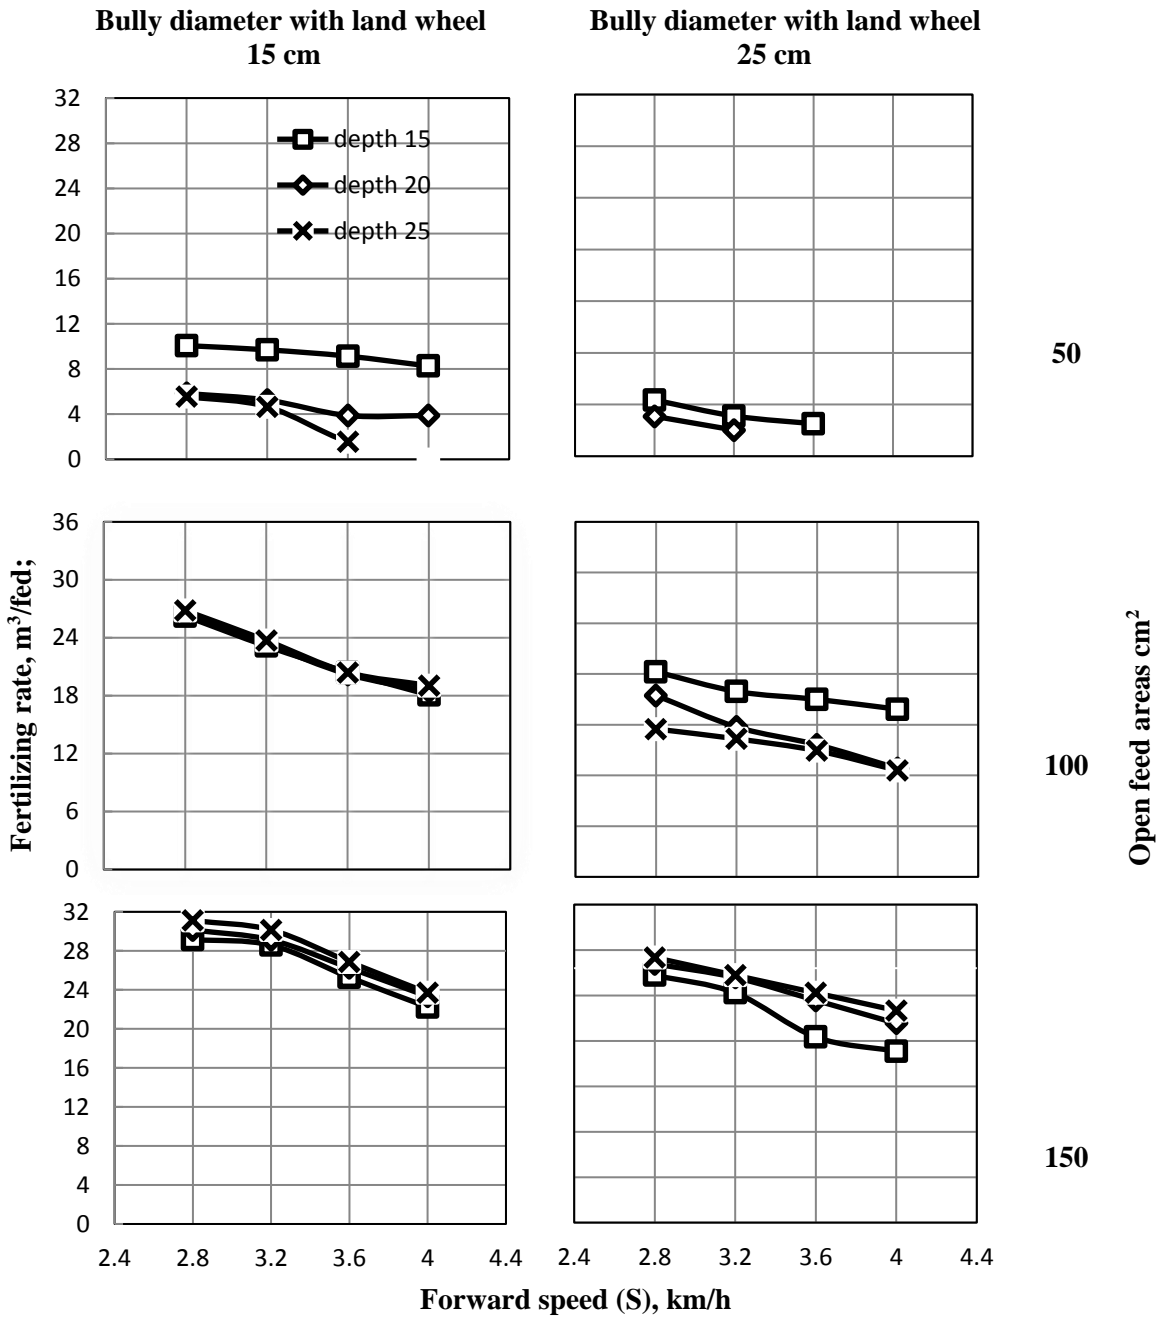 Bully diameter with land wheel
15 cm
Bully diameter with land wheel
25 cm
32
28
24
20
16
12
8
4
0
depth 15
depth 20
depth 25
50
Fertilizing rate, m³/fed;
36
30
24
18
12
6
0
100
Open feed areas cm²
32
28
24
20
16
12
8
4
0
150
2.4 2.8 3.2 3.6 4 4.4
2.4 2.8 3.2 3.6 4 4.4
Forward speed (S), km/h